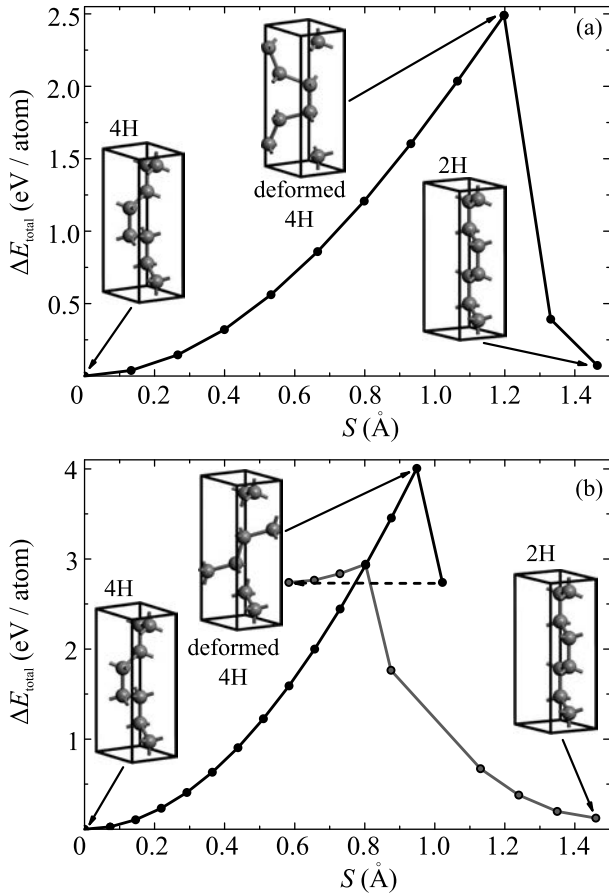 (a)
2.5
2.0
1.5
1.0
0.5
0
ΔE_total (eV / atom)
4H
deformed
4H
2H
0 0.2 0.4 0.6 0.8 1.0 1.2 1.4
S (Å)
(b)
4
3
2
1
0
ΔE_total (eV / atom)
4H
deformed
4H
2H
0 0.2 0.4 0.6 0.8 1.0 1.2 1.4
S (Å)